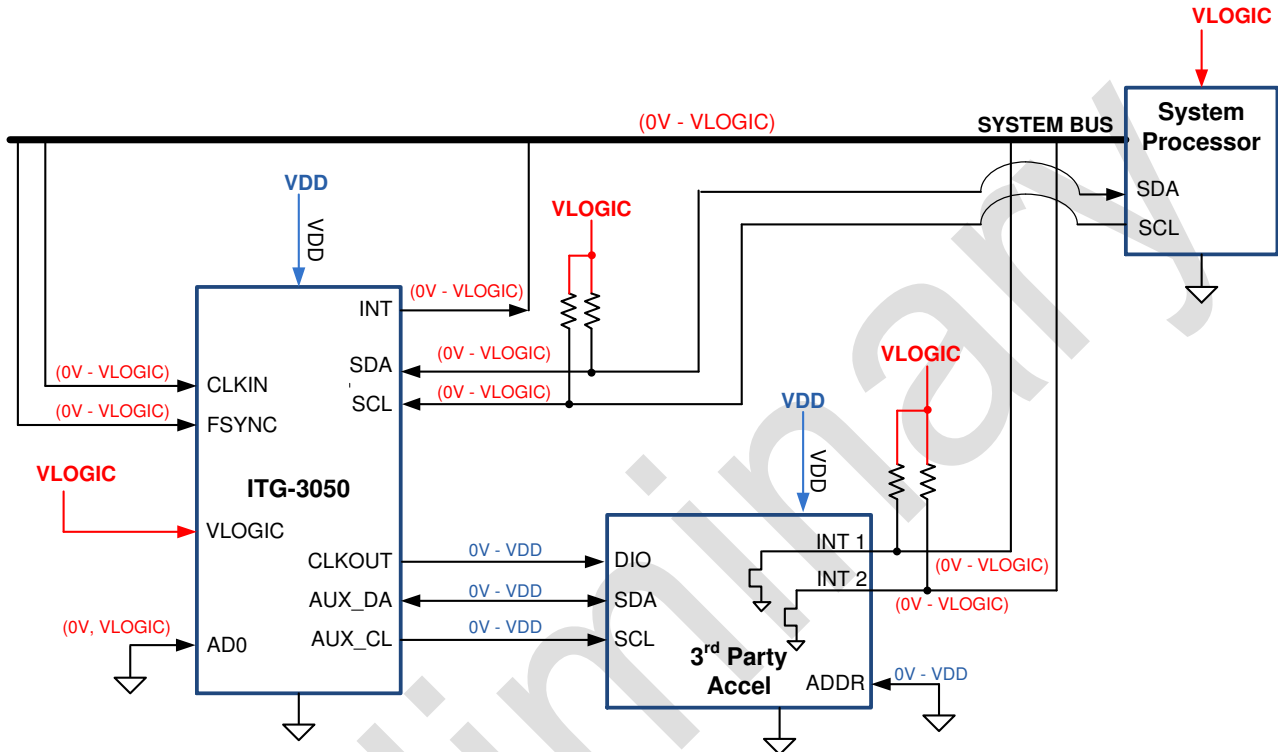 VLOGIC
System
Processor
(0V - VLOGIC)
SYSTEM BUS
SDA
SCL
VDD
VDD
VLOGIC
INT
(0V - VLOGIC)
SDA
(0V - VLOGIC)
SCL
(0V - VLOGIC)
(0V - VLOGIC)
CLKIN
(0V - VLOGIC)
FSYNC
VLOGIC
ITG-3050
VLOGIC
CLKOUT
0V - VDD
AUX_DA
0V - VDD
AUX_CL
0V - VDD
(0V, VLOGIC)
AD0
VDD
VDD
VLOGIC
DIO
SDA
SCL
INT 1
(0V - VLOGIC)
INT 2
(0V - VLOGIC)
3rd Party
Accel
ADDR
0V - VDD
liminary